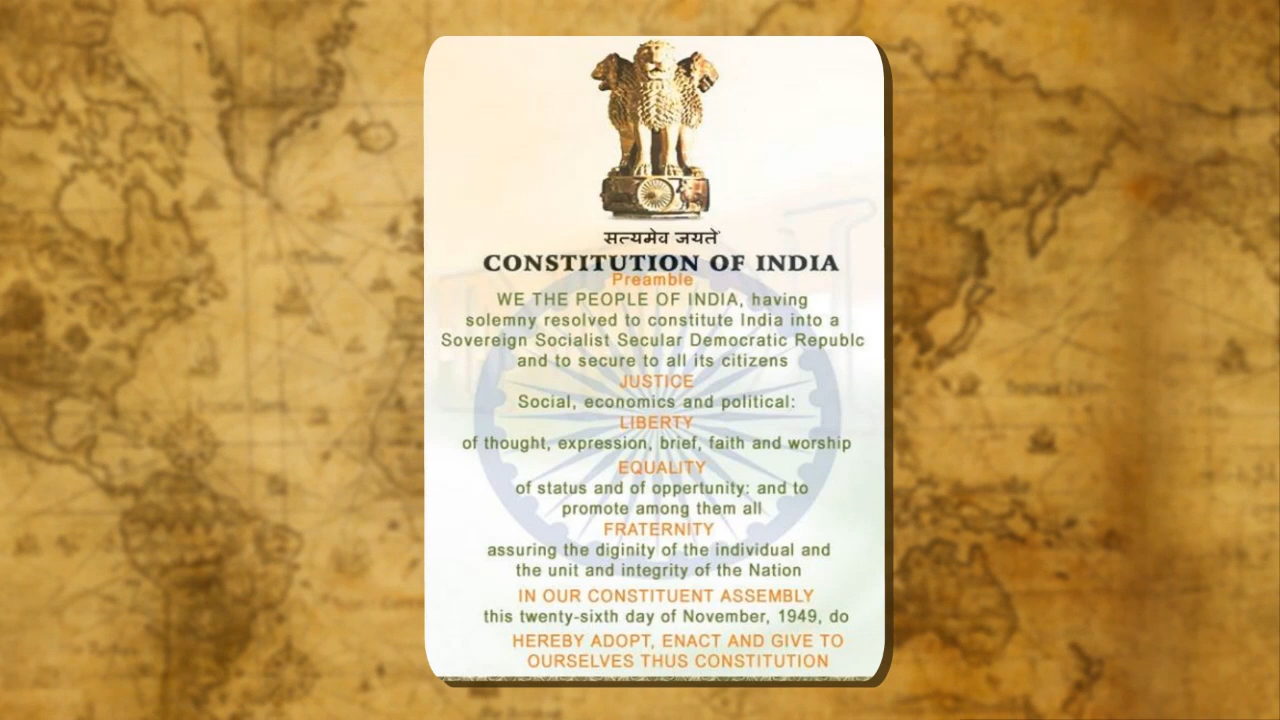 सत्यमेव जयते
CONSTITUTION OF INDIA
Preamble
WE THE PEOPLE OF INDIA, having
solemny resolved to constitute India into a
Sovereign Socialist Secular Democratic Republc
and to secure to all its citizens
JUSTICE
Social, economics and political:
LIBERTY
of thought, expression, brief, faith and worship
EQUALITY
of status and of oppertunity: and to
promote among them all
FRATERNITY
assuring the diginity of the individual and
the unit and integrity of the Nation
IN OUR CONSTITUENT ASSEMBLY
this twenty-sixth day of November, 1949, do
HEREBY ADOPT, ENACT AND GIVE TO
OURSELVES THUS CONSTITUTION